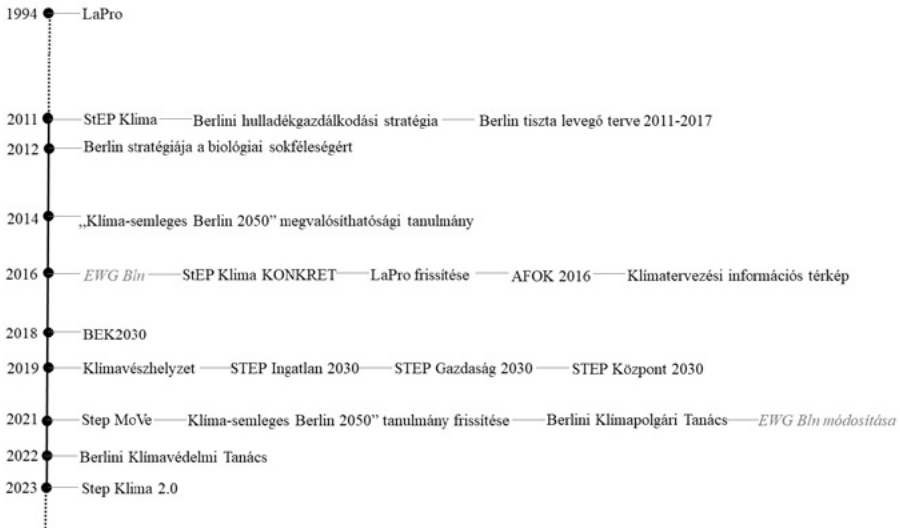 1994 LaPro
2011 StEP Klima Berlini hulladékgazdálkodási stratégia Berlin tiszta levegő terve 2011-2017
2012 Berlin stratégiája a biológiai sokféleségért
2014 „Klíma-semleges Berlin 2050” megvalósíthatósági tanulmány
2016 EWG Bln StEP Klima KONKRET LaPro frissítése AFOK 2016 Klímatervezési információs térkép
2018 BEK2030
2019 Klímavészhelyzet STEP Ingatlan 2030 STEP Gazdaság 2030 STEP Központ 2030
2021 Step MoVe Klíma-semleges Berlin 2050” tanulmány frissítése Berlini Klímapolgári Tanács EWG Bln módosítása
2022 Berlini Klímavédelmi Tanács
2023 Step Klima 2.0